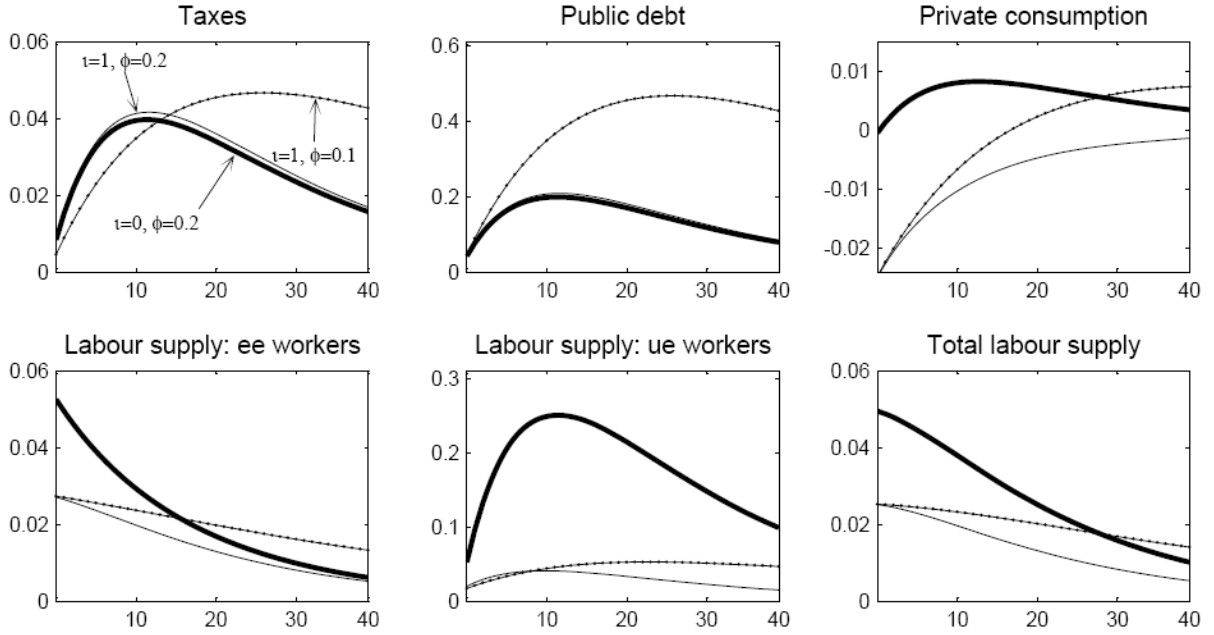 Taxes
Public debt
Private consumption
0.06
0.04
0.02
0
10 20 30 40
ι=1, ϕ=0.2
ι=1, ϕ=0.1
ι=0, ϕ=0.2
0.6
0.4
0.2
0
10 20 30 40
0.01
0
-0.01
-0.02
10 20 30 40
Labour supply: ee workers
Labour supply: ue workers
Total labour supply
0.06
0.04
0.02
0
10 20 30 40
0.3
0.2
0.1
0
10 20 30 40
0.06
0.04
0.02
0
10 20 30 40